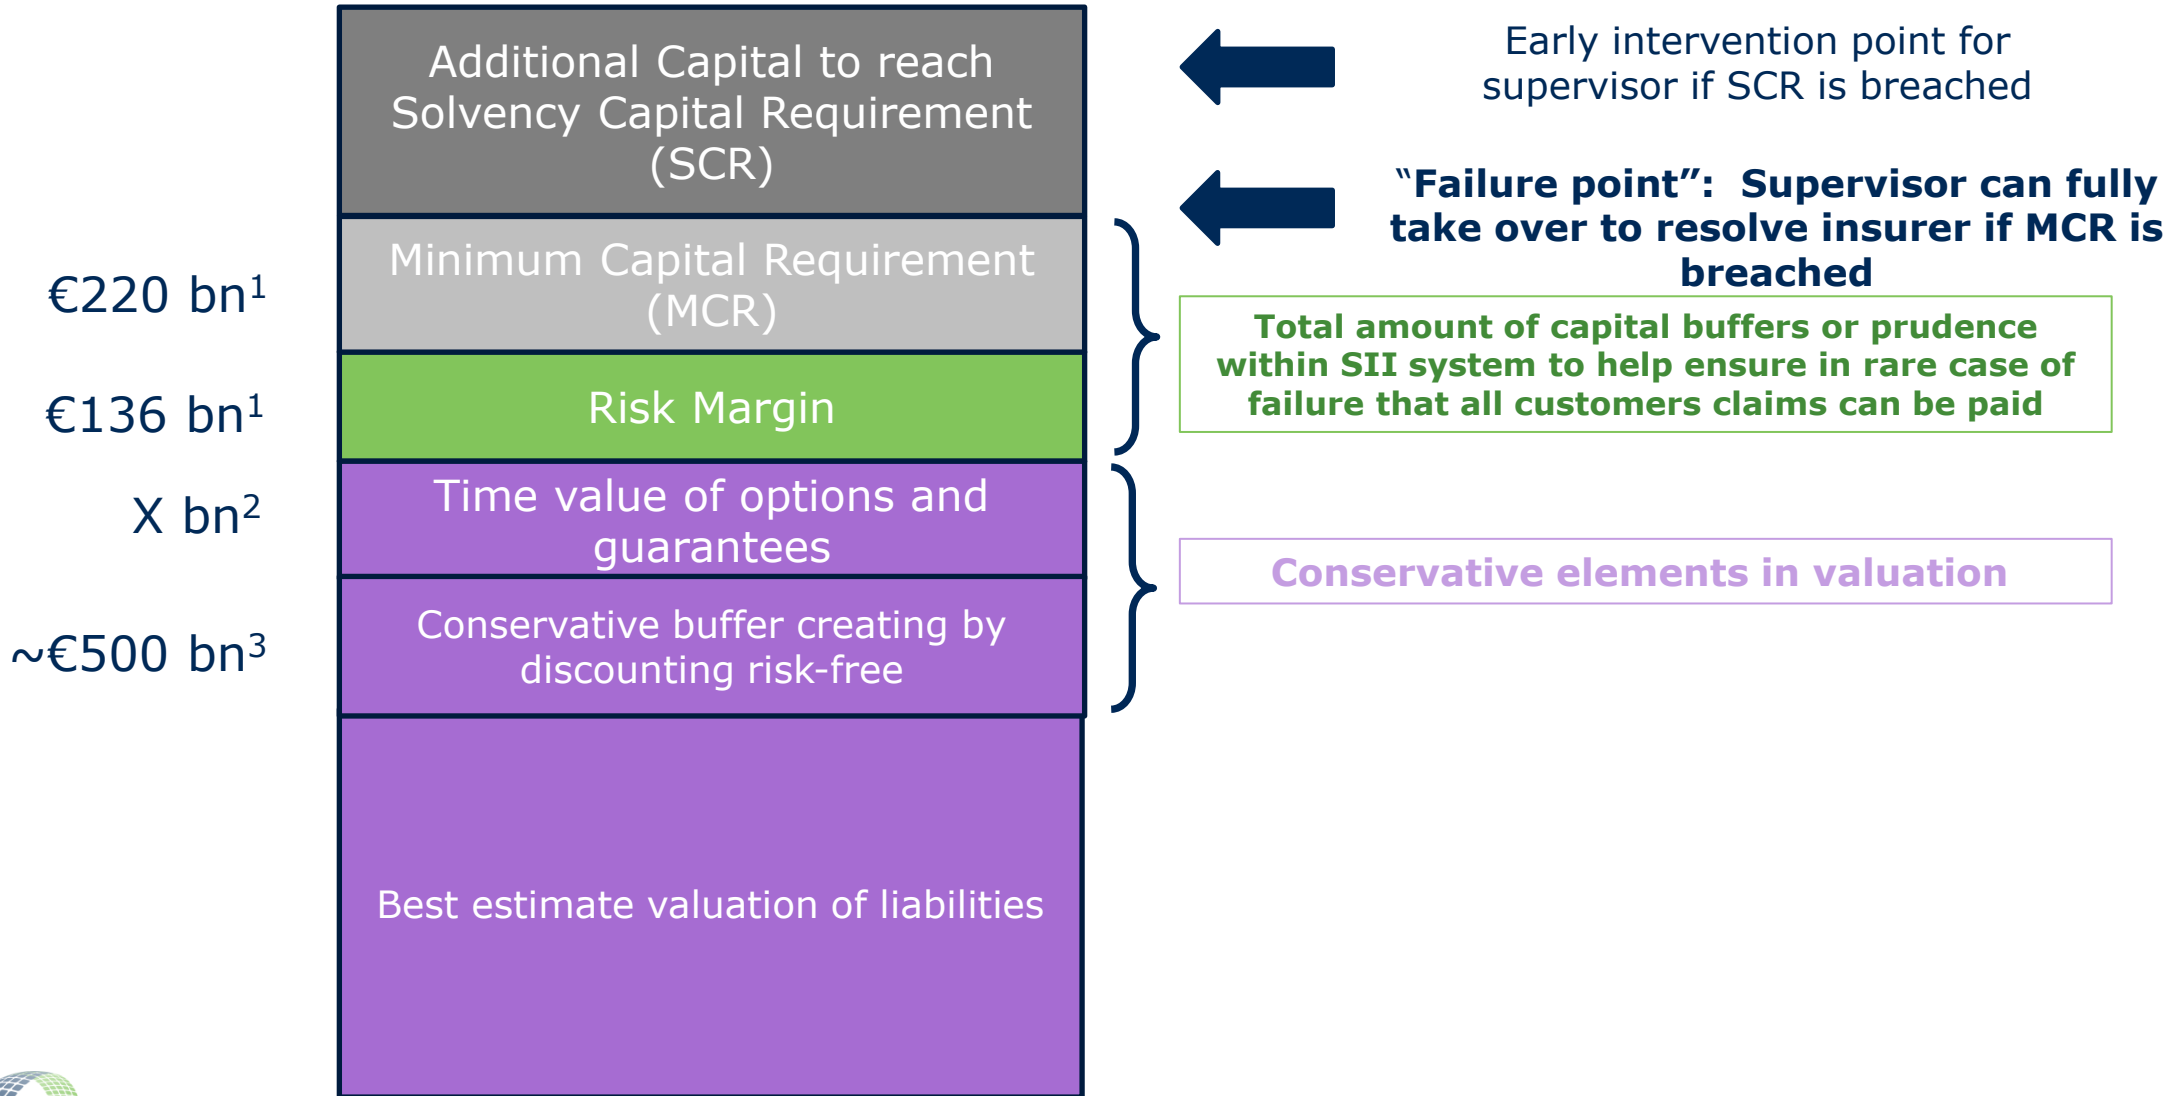 Additional Capital to reach
Solvency Capital Requirement
(SCR)
Early intervention point for
supervisor if SCR is breached
“Failure point”:  Supervisor can fully
take over to resolve insurer if MCR is
breached
€220 bn¹
Minimum Capital Requirement
(MCR)
Total amount of capital buffers or prudence
within SII system to help ensure in rare case of
failure that all customers claims can be paid
€136 bn¹
Risk Margin
X bn²
Time value of options and
guarantees
Conservative elements in valuation
~€500 bn³
Conservative buffer creating by
discounting risk-free
Best estimate valuation of liabilities